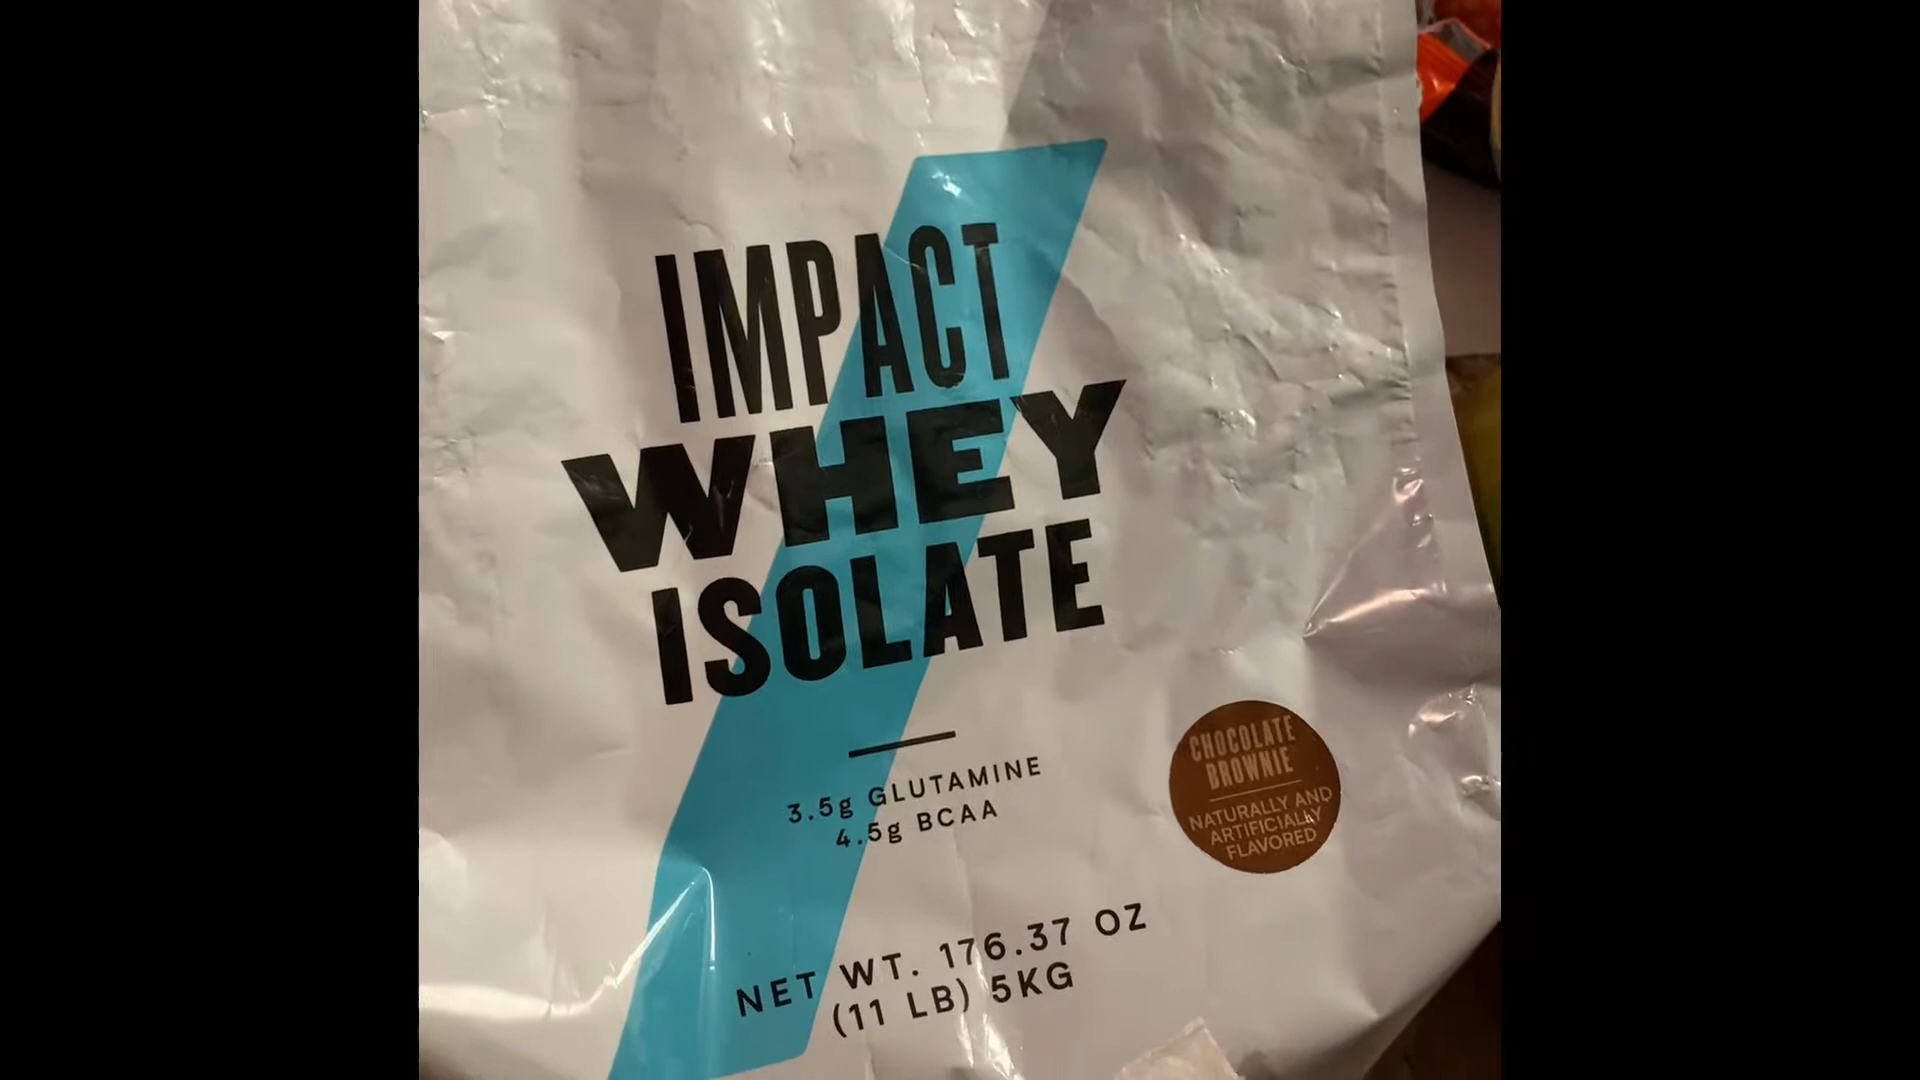 IMPACT
WHEY
ISOLATE
3.5g GLUTAMINE
4.5g BCAA
CHOCOLATE
BROWNIE
NATURALLY AND
ARTIFICIALLY
FLAVORED
NET WT. 176.37 OZ
(11 LB) 5KG